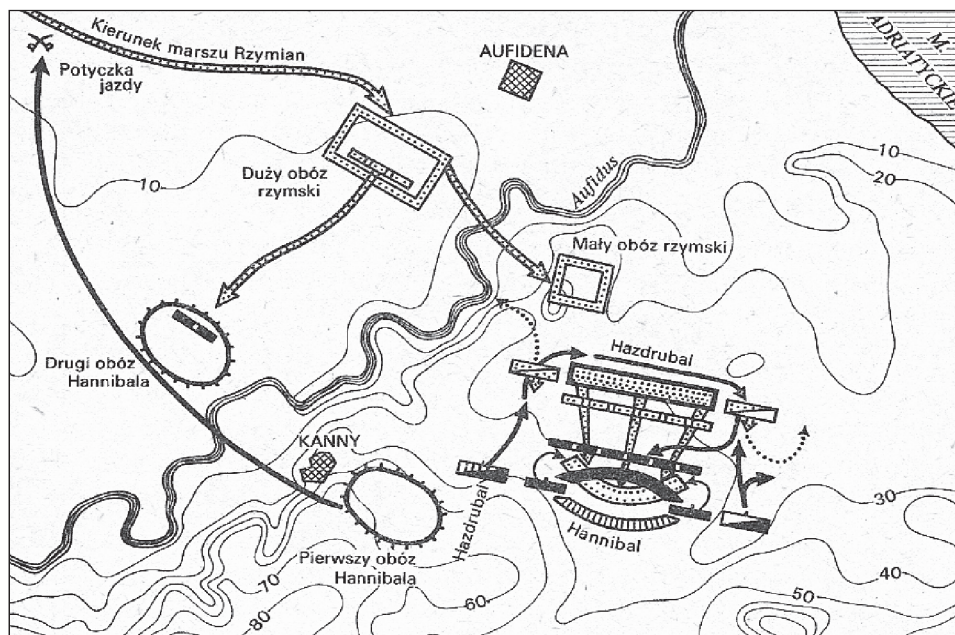 Kierunek marszu Rzymian
Potyczka
jazdy
AUFIDENA
M.
ADRIATYCKIE
Duży obóz
rzymski
10
Aufidus
10
20
Mały obóz rzymski
Drugi obóz
Hannibala
Hazdrubal
KANNY
Hazdrubal
Hannibal
Pierwszy obóz
Hannibala
30
40
50
60
70
80